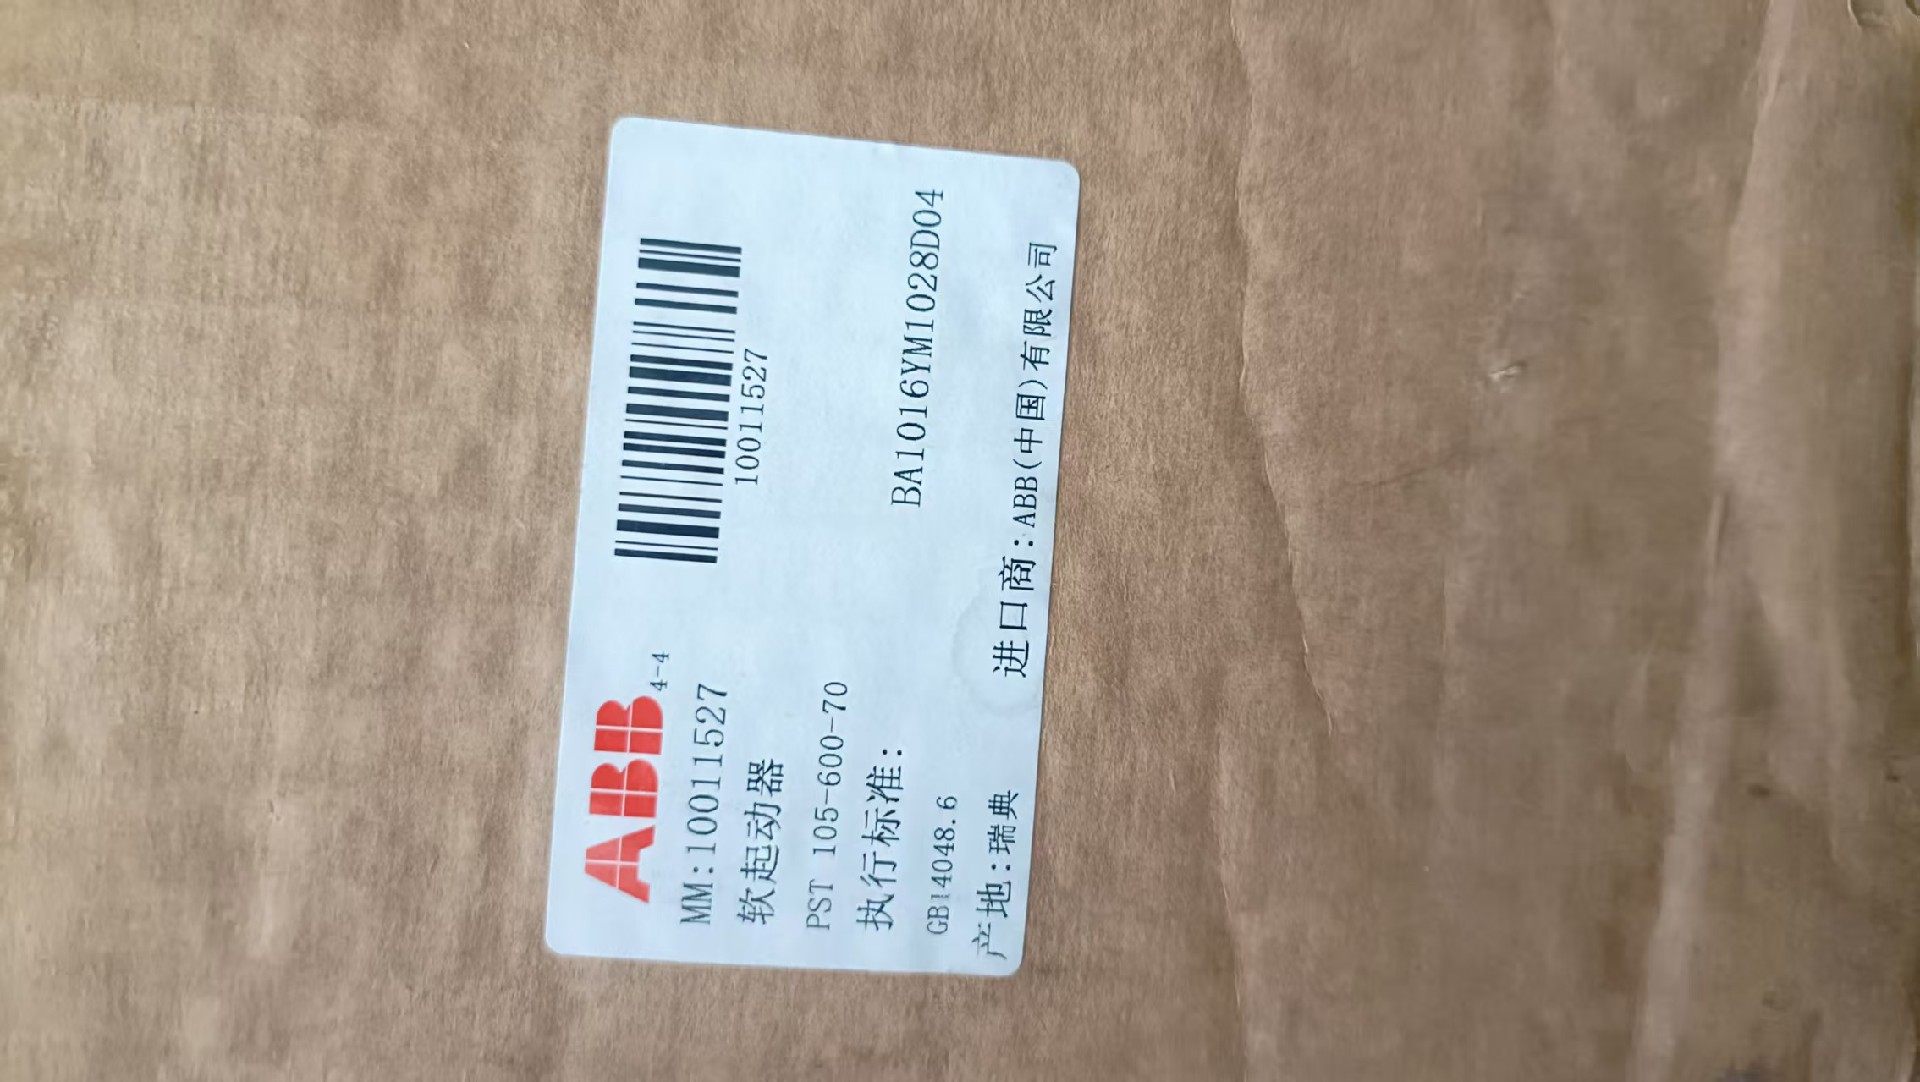 ABB
4-4
MM:10011527
10011527
软起动器
PST 105-600-70
执行标准:
BA1016YM1028D04
GB14048.6
产地:瑞典
进口商:ABB(中国)有限公司